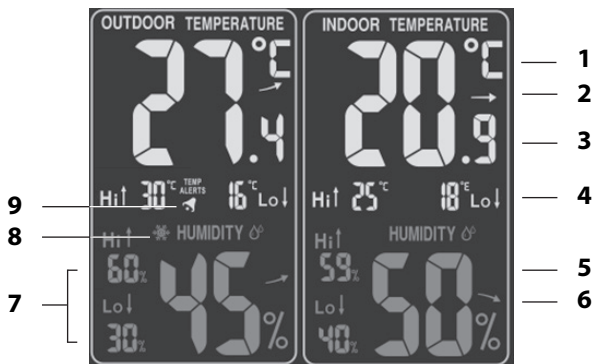 OUTDOOR TEMPERATURE
27.4 °C
Hi↑ 30°C TEMP ALERTS 16°C Lo↓
HUMIDITY
Hi↑
60%
Lo↓
30%
45%
INDOOR TEMPERATURE
20.9 °C
Hi↑ 25°C 18°E Lo↓
HUMIDITY
Hi↑
59%
Lo↓
40%
50%
1
2
3
4
5
6
7
8
9